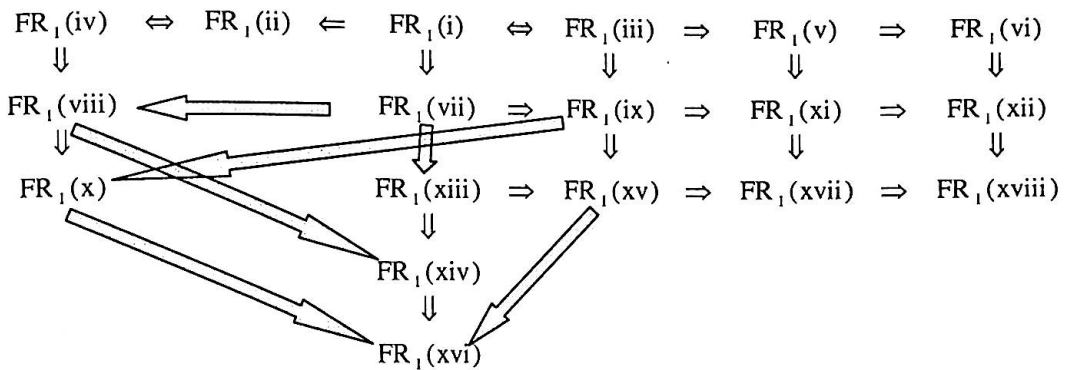 FR₁(iv) ⇔ FR₁(ii) ⇐ FR₁(i) ⇔ FR₁(iii) ⇒ FR₁(v) ⇒ FR₁(vi)
⇓ ⇓ ⇓ ⇓ ⇓
FR₁(viii) FR₁(vii) ⇒ FR₁(ix) ⇒ FR₁(xi) ⇒ FR₁(xii)
⇓ ⇓ ⇓ ⇓
FR₁(x) FR₁(xiii) ⇒ FR₁(xv) ⇒ FR₁(xvii) ⇒ FR₁(xviii)
⇓
FR₁(xiv)
⇓
FR₁(xvi)